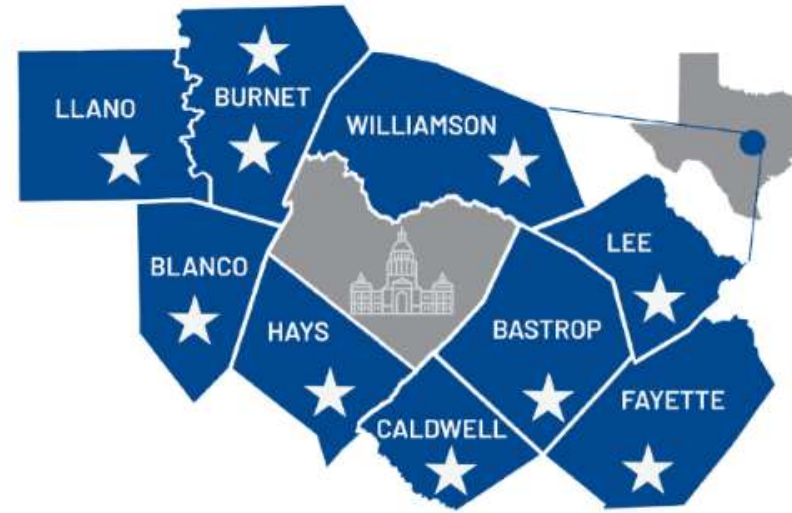 LLANO
BURNET
WILLIAMSON
LEE
BLANCO
HAYS
BASTROP
FAYETTE
CALDWELL